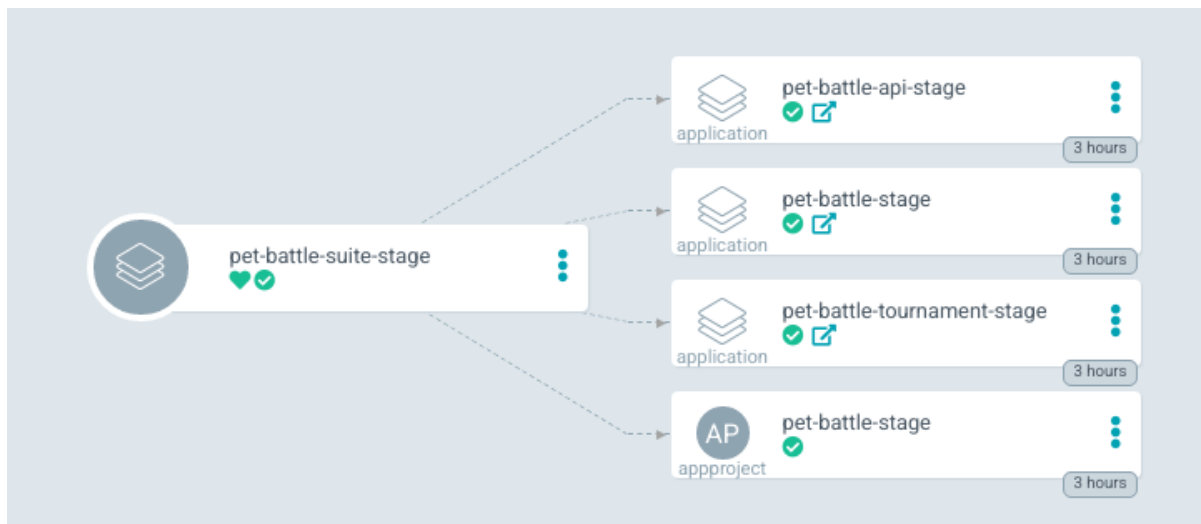 pet-battle-suite-stage
pet-battle-api-stage
application
3 hours
pet-battle-stage
application
3 hours
pet-battle-tournament-stage
application
3 hours
AP
pet-battle-stage
appproject
3 hours